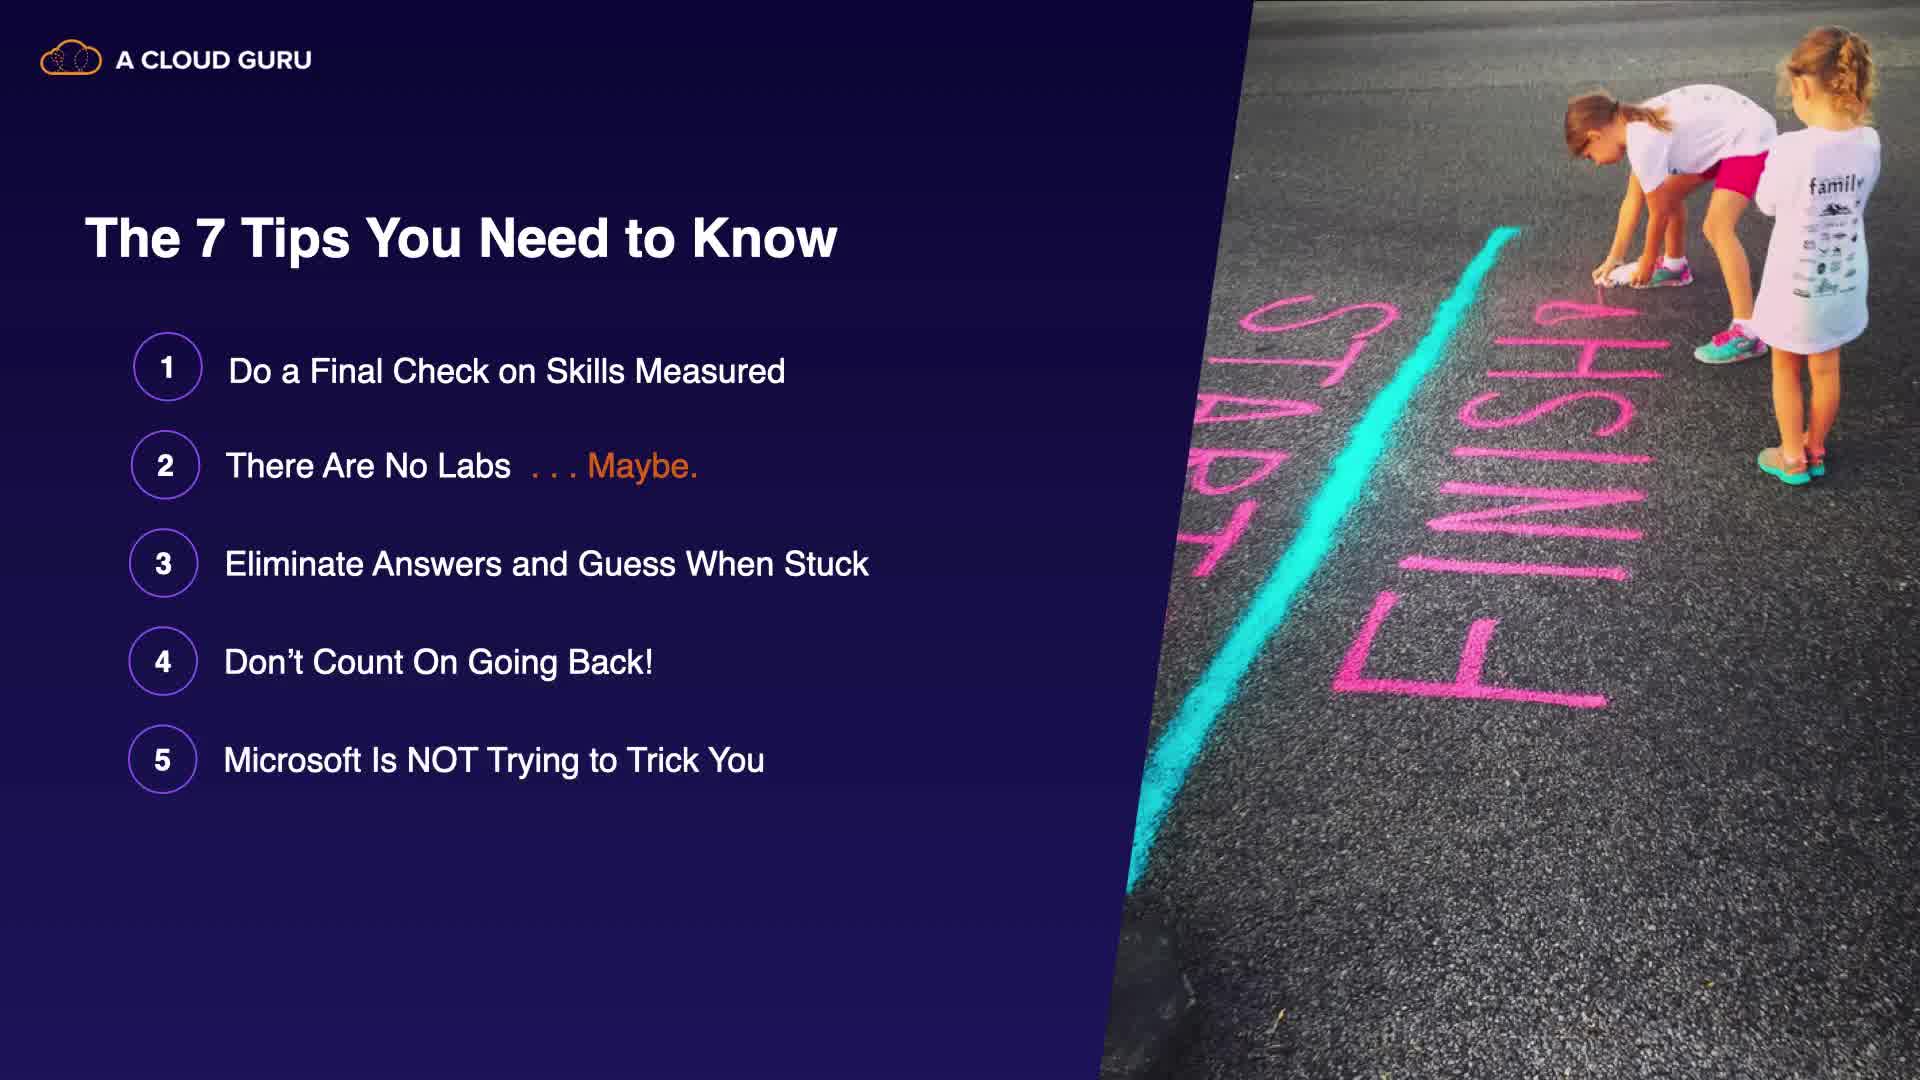 A CLOUD GURU
The 7 Tips You Need to Know
1 Do a Final Check on Skills Measured
2 There Are No Labs . . . Maybe.
3 Eliminate Answers and Guess When Stuck
4 Don’t Count On Going Back!
5 Microsoft Is NOT Trying to Trick You
START
FINISH
family